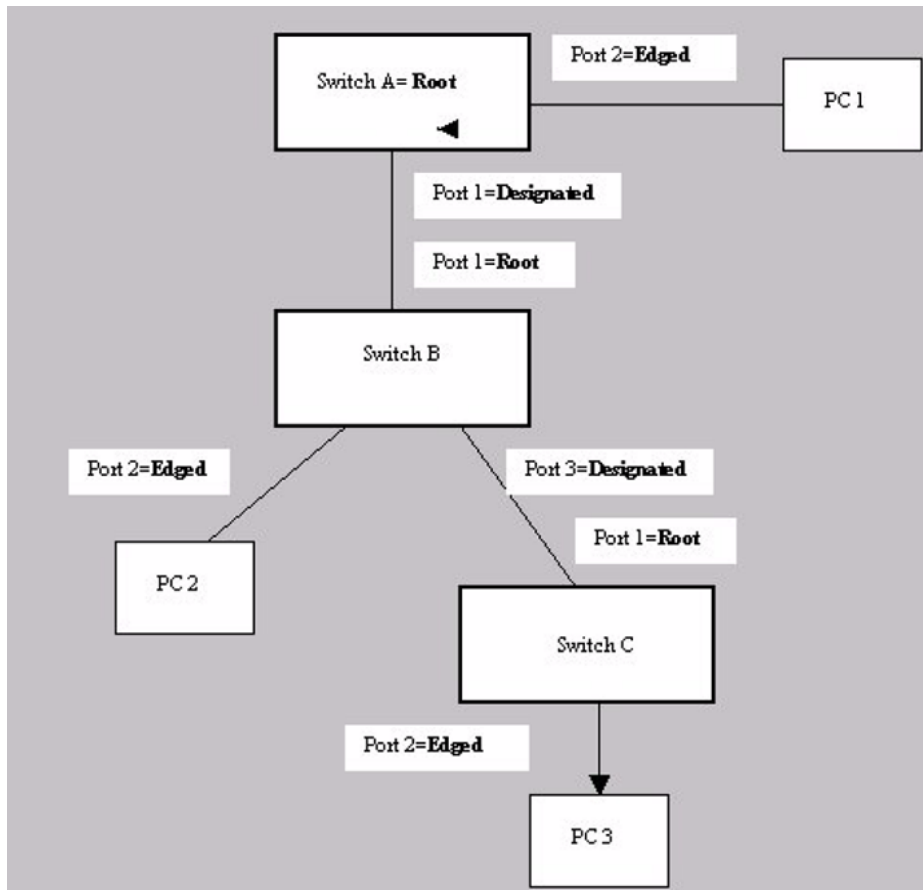 Port 2=Edged
Switch A= Root
PC 1
Port 1=Designated
Port 1=Root
Switch B
Port 2=Edged
Port 3=Designated
Port 1=Root
PC 2
Switch C
Port 2=Edged
PC 3